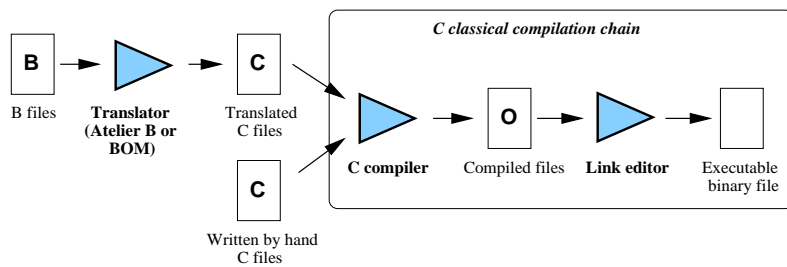 C classical compilation chain
B
C
B files
Translator
(Atelier B or
BOM)
Translated
C files
C
Written by hand
C files
C compiler
O
Compiled files
Link editor
Executable
binary file